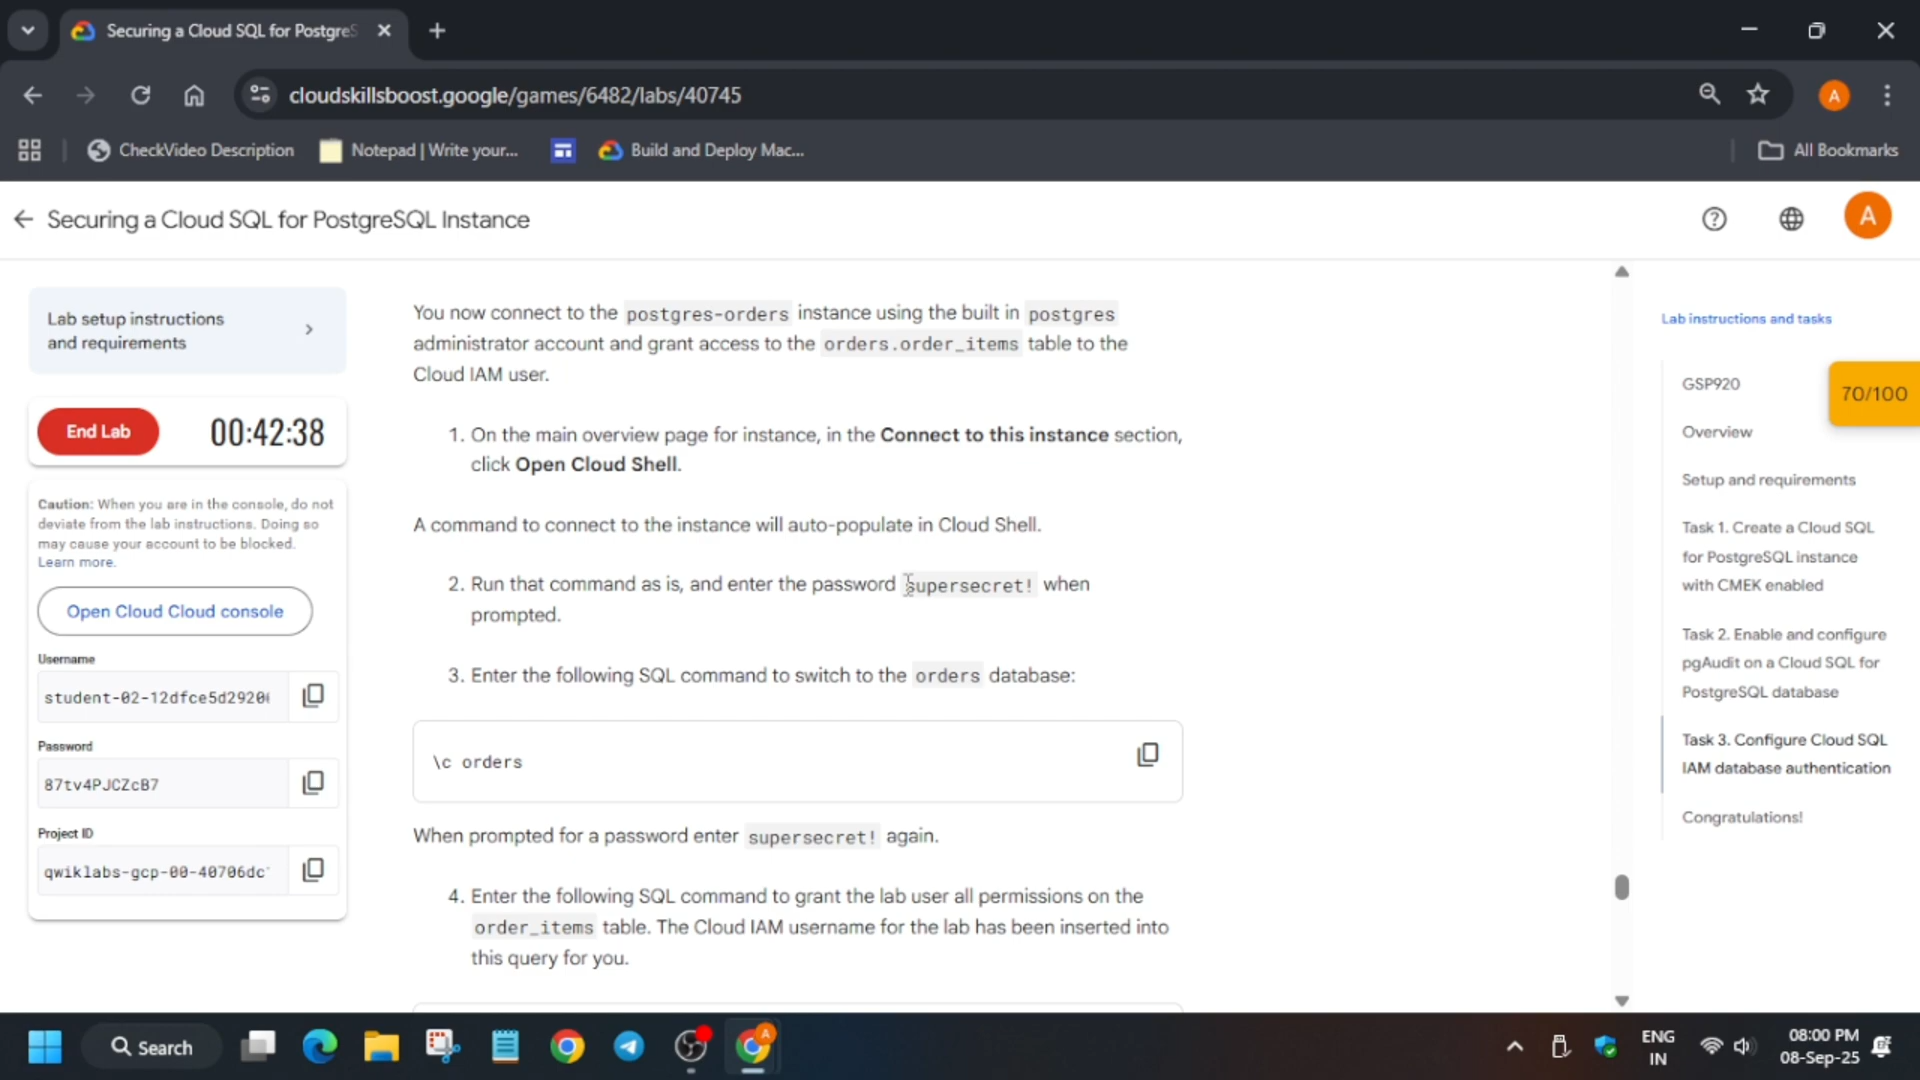 Securing a Cloud SQL for PostgreS
cloudskillsboost.google/games/6482/labs/40745
A
CheckVideo Description
Notepad | Write your...
Build and Deploy Mac...
All Bookmarks
Securing a Cloud SQL for PostgreSQL Instance
A
Lab setup instructions
and requirements
End Lab
00:42:38
Caution: When you are in the console, do not
deviate from the lab instructions. Doing so
may cause your account to be blocked.
Learn more.
Open Cloud Cloud console
Username
student-02-12dfce5d2920
Password
87tv4PJCZcB7
Project ID
qwiklabs-gcp-00-40706dc
You now connect to the postgres-orders instance using the built in postgres
administrator account and grant access to the orders.order_items table to the
Cloud IAM user.
1. On the main overview page for instance, in the Connect to this instance section,
click Open Cloud Shell.
A command to connect to the instance will auto-populate in Cloud Shell.
2. Run that command as is, and enter the password supersecret! when
prompted.
3. Enter the following SQL command to switch to the orders database:
\c orders
When prompted for a password enter supersecret! again.
4. Enter the following SQL command to grant the lab user all permissions on the
order_items table. The Cloud IAM username for the lab has been inserted into
this query for you.
Lab instructions and tasks
GSP920
70/100
Overview
Setup and requirements
Task 1. Create a Cloud SQL
for PostgreSQL instance
with CMEK enabled
Task 2. Enable and configure
pgAudit on a Cloud SQL for
PostgreSQL database
Task 3. Configure Cloud SQL
IAM database authentication
Congratulations!
Search
A
ENG
IN
08:00 PM
08-Sep-25